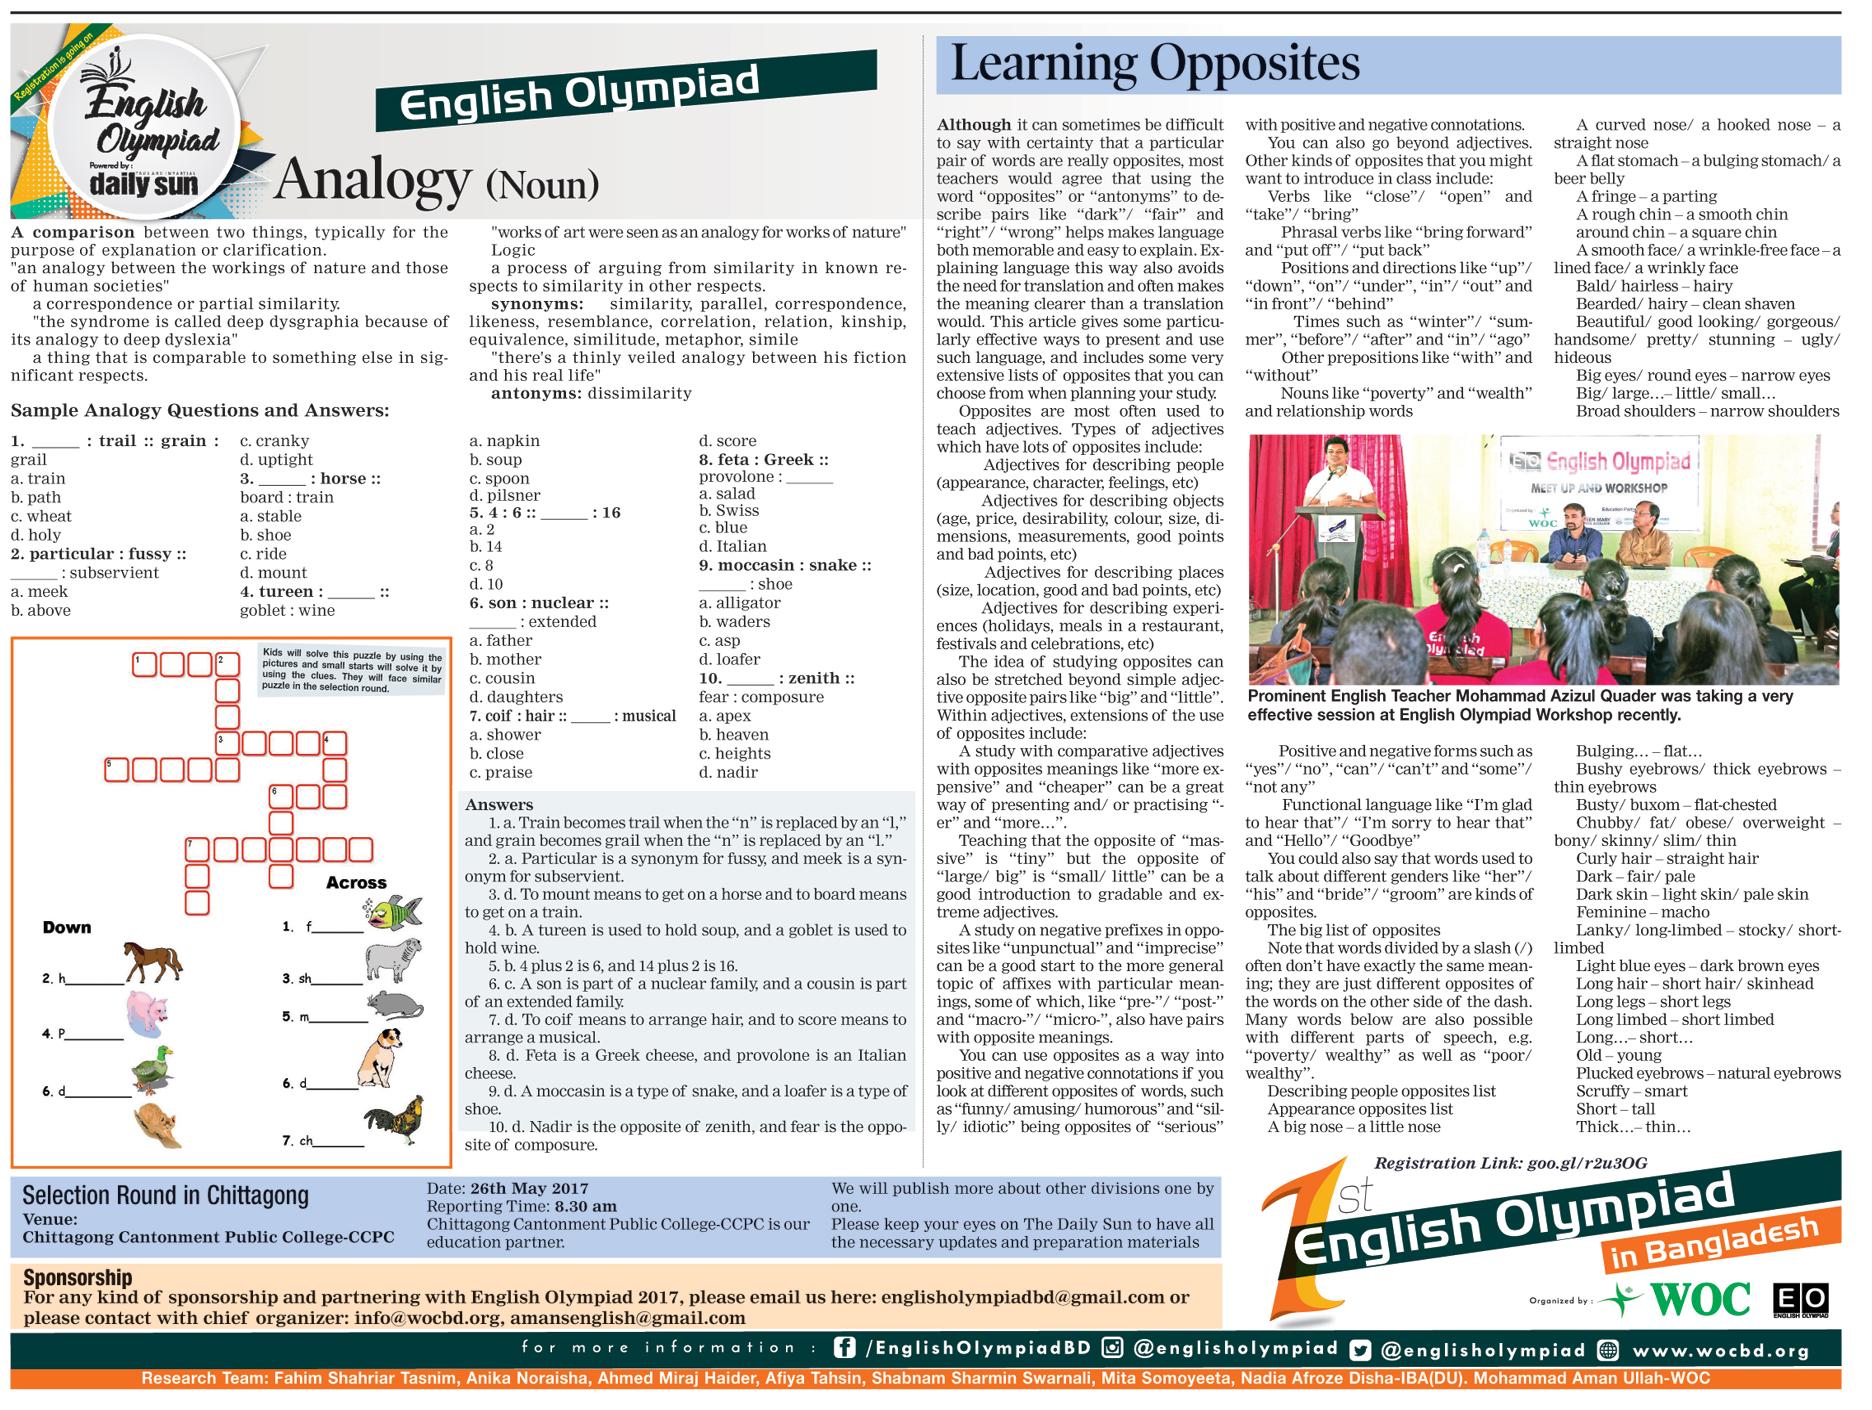 Registration is going on
English
Olympiad
Powered by :
daily sun
English Olympiad
Analogy (Noun)
A comparison between two things, typically for the
purpose of explanation or clarification.
"an analogy between the workings of nature and those
of human societies"
a correspondence or partial similarity.
"the syndrome is called deep dysgraphia because of
its analogy to deep dyslexia"
a thing that is comparable to something else in sig-
nificant respects.
"works of art were seen as an analogy for works of nature"
Logic
a process of arguing from similarity in known re-
spects to similarity in other respects.
synonyms: similarity, parallel, correspondence,
likeness, resemblance, correlation, relation, kinship,
equivalence, similitude, metaphor, simile
"there's a thinly veiled analogy between his fiction
and his real life"
antonyms: dissimilarity
Sample Analogy Questions and Answers:
1. ______ : trail :: grain :
grail
a. train
b. path
c. wheat
d. holy
2. particular : fussy ::
______ : subservient
a. meek
b. above
c. cranky
d. uptight
3. ______ : horse ::
board : train
a. stable
b. shoe
c. ride
d. mount
4. tureen : ______ ::
goblet : wine
a. napkin
b. soup
c. spoon
d. pilsner
5. 4 : 6 :: ______ : 16
a. 2
b. 14
c. 8
d. 10
6. son : nuclear ::
______ : extended
a. father
b. mother
c. cousin
d. daughters
7. coif : hair :: _____ : musical
a. shower
b. close
c. praise
d. score
8. feta : Greek ::
provolone : ______
a. salad
b. Swiss
c. blue
d. Italian
9. moccasin : snake ::
______ : shoe
a. alligator
b. waders
c. asp
d. loafer
10. ______ : zenith ::
fear : composure
a. apex
b. heaven
c. heights
d. nadir
Kids will solve this puzzle by using the
pictures and small starts will solve it by
using the clues. They will face similar
puzzle in the selection round.
1
2
3
4
5
6
7
Across
1. f
3. sh
5. m
6. d
7. ch
Down
2. h
4. P
6. d
Answers
1. a. Train becomes trail when the “n” is replaced by an “l,”
and grain becomes grail when the “n” is replaced by an “l.”
2. a. Particular is a synonym for fussy, and meek is a syn-
onym for subservient.
3. d. To mount means to get on a horse and to board means
to get on a train.
4. b. A tureen is used to hold soup, and a goblet is used to
hold wine.
5. b. 4 plus 2 is 6, and 14 plus 2 is 16.
6. c. A son is part of a nuclear family, and a cousin is part
of an extended family.
7. d. To coif means to arrange hair, and to score means to
arrange a musical.
8. d. Feta is a Greek cheese, and provolone is an Italian
cheese.
9. d. A moccasin is a type of snake, and a loafer is a type of
shoe.
10. d. Nadir is the opposite of zenith, and fear is the oppo-
site of composure.
Learning Opposites
Although it can sometimes be difficult
to say with certainty that a particular
pair of words are really opposites, most
teachers would agree that using the
word “opposites” or “antonyms” to de-
scribe pairs like “dark”/ “fair” and
“right”/ “wrong” helps makes language
both memorable and easy to explain. Ex-
plaining language this way also avoids
the need for translation and often makes
the meaning clearer than a translation
would. This article gives some particu-
larly effective ways to present and use
such language, and includes some very
extensive lists of opposites that you can
choose from when planning your study.
Opposites are most often used to
teach adjectives. Types of adjectives
which have lots of opposites include:
Adjectives for describing people
(appearance, character, feelings, etc)
Adjectives for describing objects
(age, price, desirability, colour, size, di-
mensions, measurements, good points
and bad points, etc)
Adjectives for describing places
(size, location, good and bad points, etc)
Adjectives for describing experi-
ences (holidays, meals in a restaurant,
festivals and celebrations, etc)
The idea of studying opposites can
also be stretched beyond simple adjec-
tive opposite pairs like “big” and “little”.
Within adjectives, extensions of the use
of opposites include:
A study with comparative adjectives
with opposites meanings like “more ex-
pensive” and “cheaper” can be a great
way of presenting and/ or practising “-
er” and “more…”.
Teaching that the opposite of “mas-
sive” is “tiny” but the opposite of
“large/ big” is “small/ little” can be a
good introduction to gradable and ex-
treme adjectives.
A study on negative prefixes in oppo-
sites like “unpunctual” and “imprecise”
can be a good start to the more general
topic of affixes with particular mean-
ings, some of which, like “pre-”/ “post-”
and “macro-”/ “micro-”, also have pairs
with opposite meanings.
You can use opposites as a way into
positive and negative connotations if you
look at different opposites of words, such
as “funny/ amusing/ humorous” and “sil-
ly/ idiotic” being opposites of “serious”
with positive and negative connotations.
You can also go beyond adjectives.
Other kinds of opposites that you might
want to introduce in class include:
Verbs like “close”/ “open” and
“take”/ “bring”
Phrasal verbs like “bring forward”
and “put off”/ “put back”
Positions and directions like “up”/
“down”, “on”/ “under”, “in”/ “out” and
“in front”/ “behind”
Times such as “winter”/ “sum-
mer”, “before”/ “after” and “in”/ “ago”
Other prepositions like “with” and
“without”
Nouns like “poverty” and “wealth”
and relationship words
A curved nose/ a hooked nose – a
straight nose
A flat stomach – a bulging stomach/ a
beer belly
A fringe – a parting
A rough chin – a smooth chin
around chin – a square chin
A smooth face/ a wrinkle-free face – a
lined face/ a wrinkly face
Bald/ hairless – hairy
Bearded/ hairy – clean shaven
Beautiful/ good looking/ gorgeous/
handsome/ pretty/ stunning – ugly/
hideous
Big eyes/ round eyes – narrow eyes
Big/ large…– little/ small…
Broad shoulders – narrow shoulders
EO English Olympiad
MEET UP AND WORKSHOP
WOC
English
Olympiad
Prominent English Teacher Mohammad Azizul Quader was taking a very
effective session at English Olympiad Workshop recently.
Positive and negative forms such as
“yes”/ “no”, “can”/ “can’t” and “some”/
“not any”
Functional language like “I’m glad
to hear that”/ “I’m sorry to hear that”
and “Hello”/ “Goodbye”
You could also say that words used to
talk about different genders like “her”/
“his” and “bride”/ “groom” are kinds of
opposites.
The big list of opposites
Note that words divided by a slash (/)
often don’t have exactly the same mean-
ing; they are just different opposites of
the words on the other side of the dash.
Many words below are also possible
with different parts of speech, e.g.
“poverty/ wealthy” as well as “poor/
wealthy”.
Describing people opposites list
Appearance opposites list
A big nose – a little nose
Bulging… – flat…
Bushy eyebrows/ thick eyebrows –
thin eyebrows
Busty/ buxom – flat-chested
Chubby/ fat/ obese/ overweight –
bony/ skinny/ slim/ thin
Curly hair – straight hair
Dark – fair/ pale
Dark skin – light skin/ pale skin
Feminine – macho
Lanky/ long-limbed – stocky/ short-
limbed
Light blue eyes – dark brown eyes
Long hair – short hair/ skinhead
Long legs – short legs
Long limbed – short limbed
Long…– short…
Old – young
Plucked eyebrows – natural eyebrows
Scruffy – smart
Short – tall
Thick…– thin…
Selection Round in Chittagong
Venue:
Chittagong Cantonment Public College-CCPC
Date: 26th May 2017
Reporting Time: 8.30 am
Chittagong Cantonment Public College-CCPC is our
education partner.
We will publish more about other divisions one by
one.
Please keep your eyes on The Daily Sun to have all
the necessary updates and preparation materials
Sponsorship
For any kind of sponsorship and partnering with English Olympiad 2017, please email us here: englisholympiadbd@gmail.com or
please contact with chief organizer: info@wocbd.org, amansenglish@gmail.com
Registration Link: goo.gl/r2u3OG
1st
English Olympiad
in Bangladesh
Organized by :
WOC
EO
ENGLISH OLYMPIAD
for more information : /EnglishOlympiadBD @englisholympiad @englisholympiad www.wocbd.org
Research Team: Fahim Shahriar Tasnim, Anika Noraisha, Ahmed Miraj Haider, Afiya Tahsin, Shabnam Sharmin Swarnali, Mita Somoyeeta, Nadia Afroze Disha-IBA(DU). Mohammad Aman Ullah-WOC